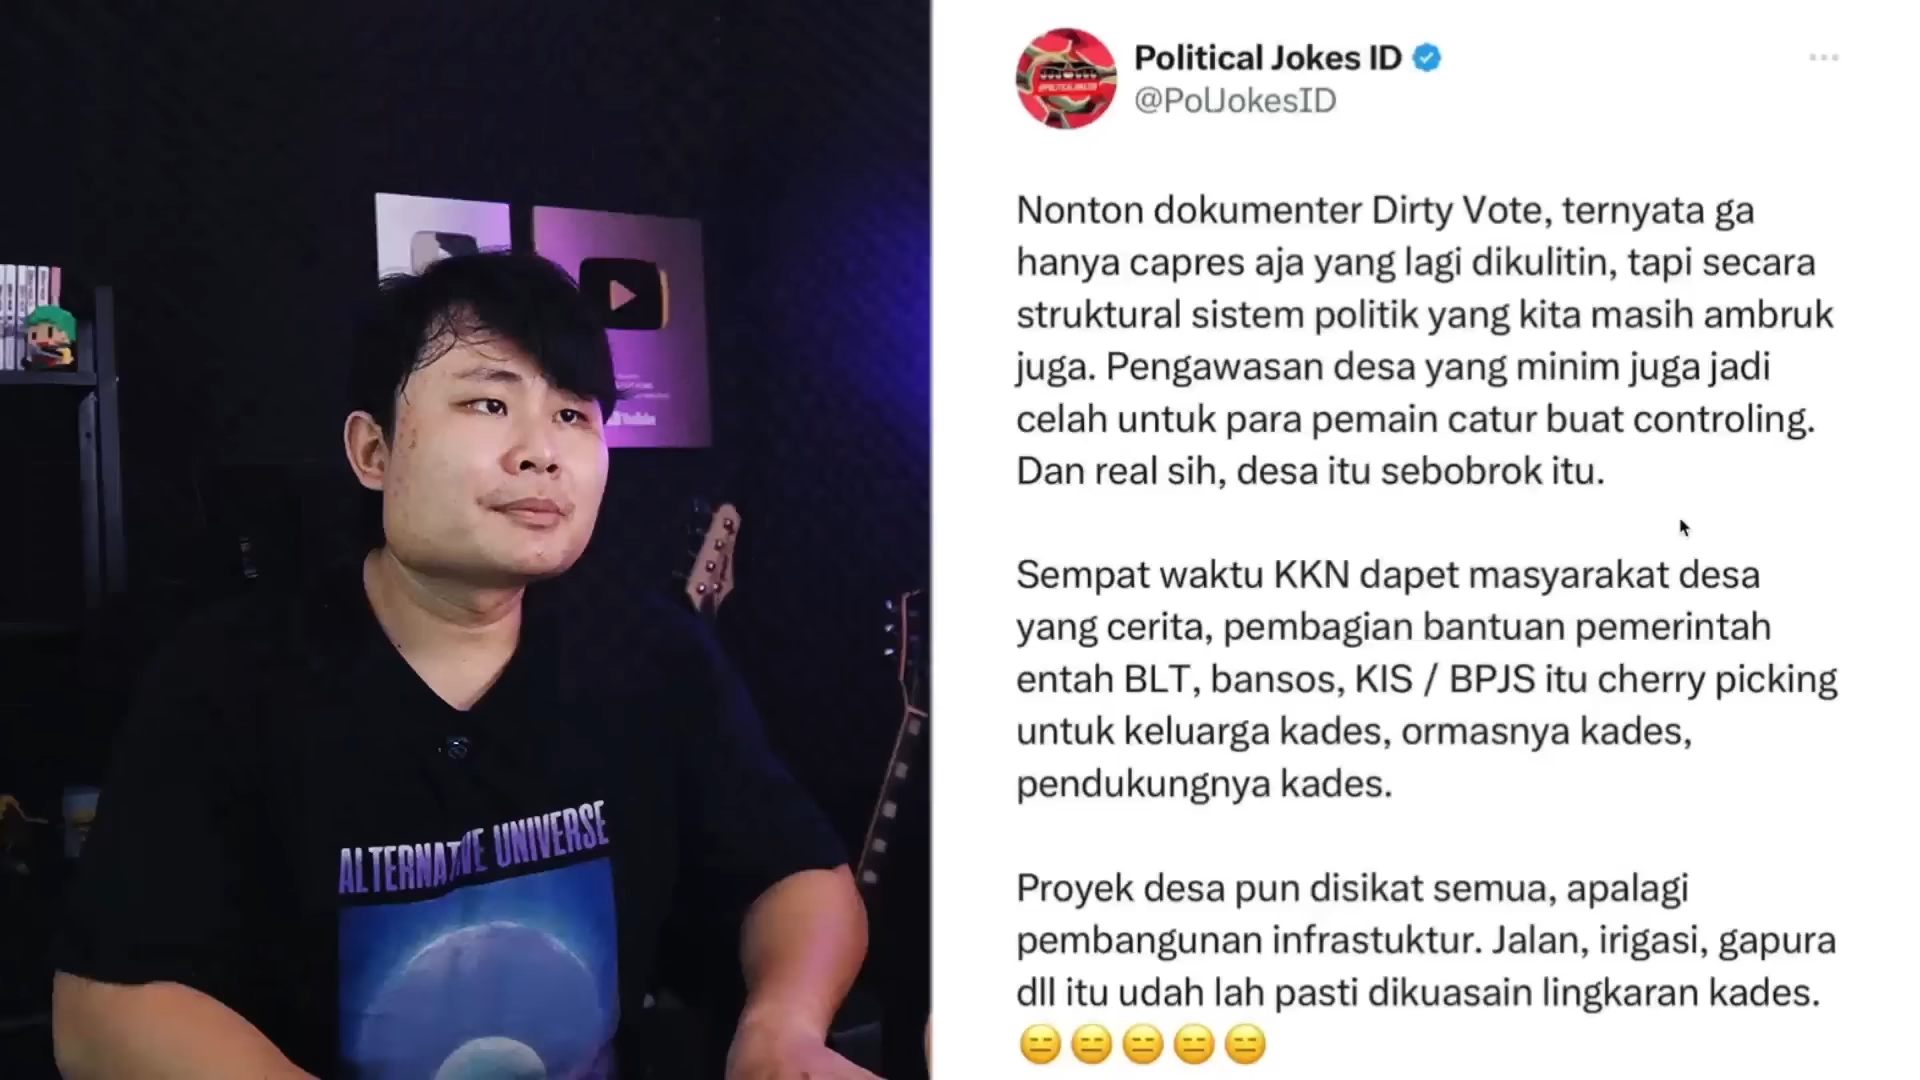 Political Jokes ID
@PolJokesID
Nonton dokumenter Dirty Vote, ternyata ga
hanya capres aja yang lagi dikulitin, tapi secara
struktural sistem politik yang kita masih ambruk
juga. Pengawasan desa yang minim juga jadi
celah untuk para pemain catur buat controling.
Dan real sih, desa itu sebobrok itu.
Sempat waktu KKN dapet masyarakat desa
yang cerita, pembagian bantuan pemerintah
entah BLT, bansos, KIS / BPJS itu cherry picking
untuk keluarga kades, ormasnya kades,
pendukungnya kades.
Proyek desa pun disikat semua, apalagi
pembangunan infrastuktur. Jalan, irigasi, gapura
dll itu udah lah pasti dikuasain lingkaran kades.
😑😑😑😑😑
YouTube
ALTERNATIVE UNIVERSE